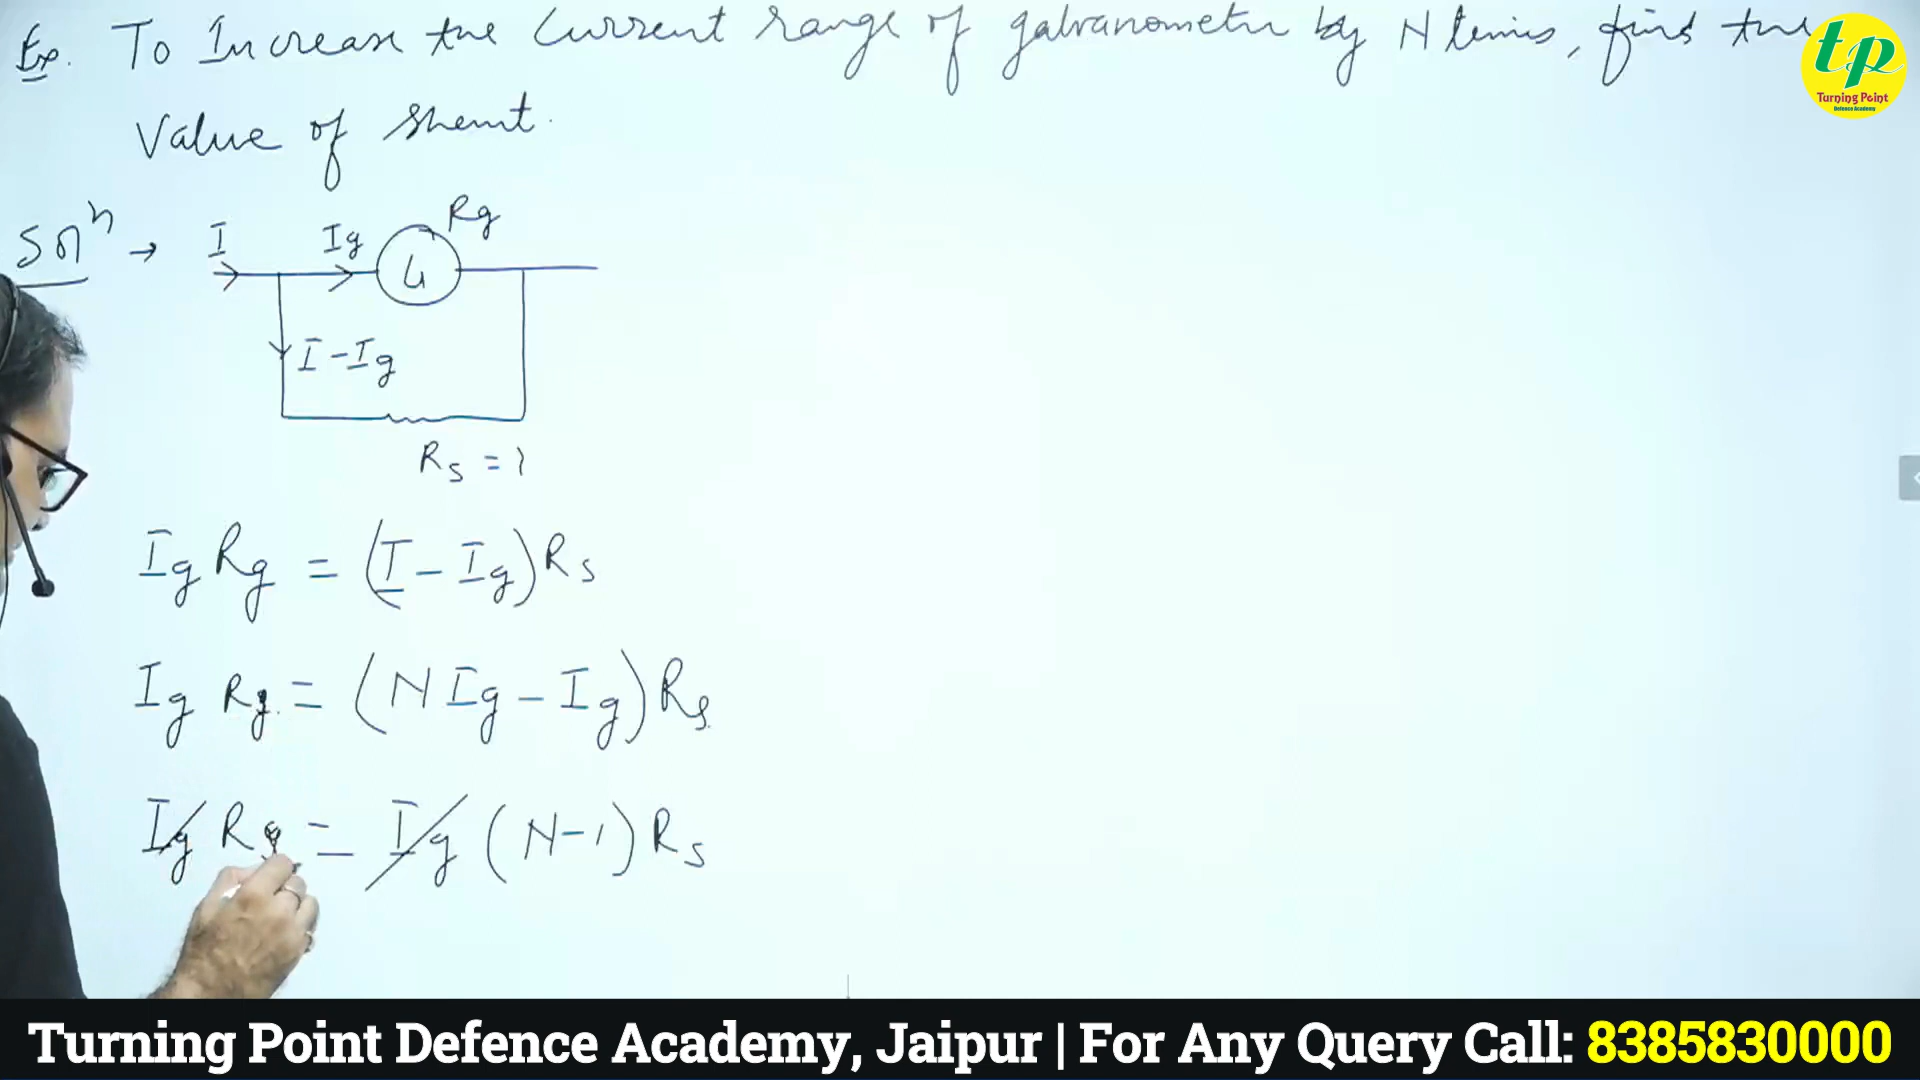 Ex. To Increase the Current range of galvanometer by N times, find the
Value of shunt.
tp
Turning Point
Defence Academy
Soln →
I
Ig
Rg
G
I - Ig
Rs = ?
Ig Rg = (I - Ig) Rs
Ig Rg = (N Ig - Ig) Rs
Ig Rg = Ig (N-1) Rs
Turning Point Defence Academy, Jaipur | For Any Query Call: 8385830000